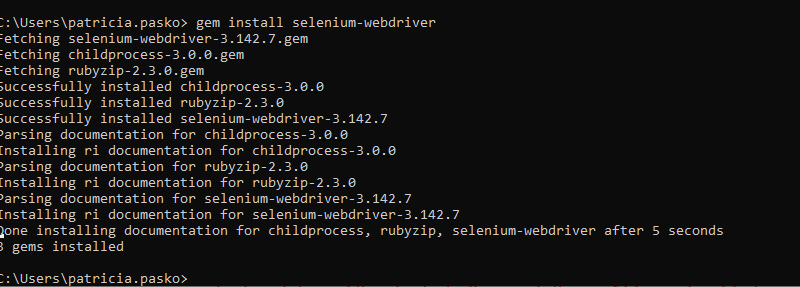 C:\Users\patricia.pasko> gem install selenium-webdriver
Fetching selenium-webdriver-3.142.7.gem
Fetching childprocess-3.0.0.gem
Fetching rubyzip-2.3.0.gem
Successfully installed childprocess-3.0.0
Successfully installed rubyzip-2.3.0
Successfully installed selenium-webdriver-3.142.7
Parsing documentation for childprocess-3.0.0
Installing ri documentation for childprocess-3.0.0
Parsing documentation for rubyzip-2.3.0
Installing ri documentation for rubyzip-2.3.0
Parsing documentation for selenium-webdriver-3.142.7
Installing ri documentation for selenium-webdriver-3.142.7
Done installing documentation for childprocess, rubyzip, selenium-webdriver after 5 seconds
3 gems installed
C:\Users\patricia.pasko>